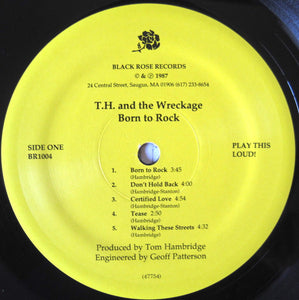 BLACK ROSE RECORDS
© & ℗ 1987
24 Central Street, Saugus, MA 01906 (617) 233-8654
T.H. and the Wreckage
Born to Rock
SIDE ONE
BR1004
PLAY THIS
LOUD!
1. Born to Rock 3:45
(Hambridge)
2. Don't Hold Back 4:00
(Hambridge-Stanton)
3. Certified Love 4:54
(Hambridge-Stanton)
4. Tease 2:50
(Hambridge)
5. Walking These Streets 4:32
(Hambridge)
Produced by Tom Hambridge
Engineered by Geoff Patterson
(47754)